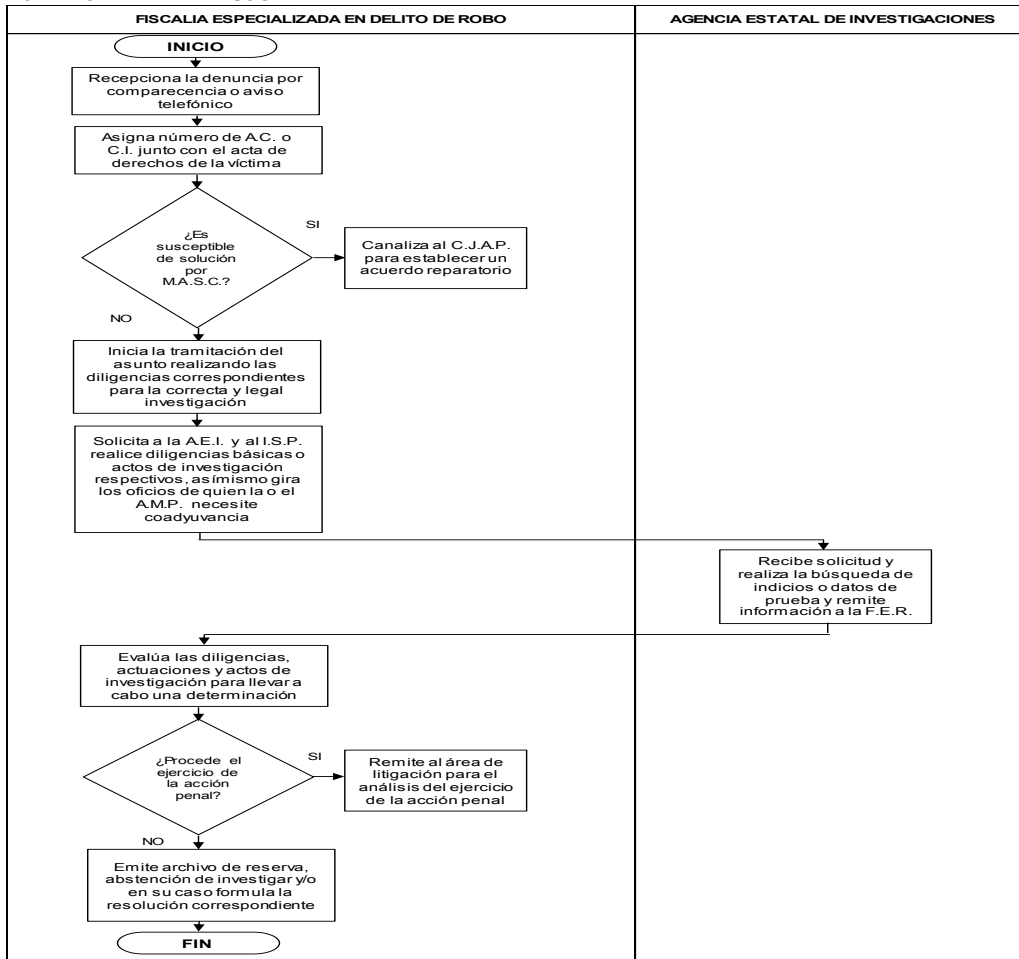 FISCALIA ESPECIALIZADA EN DELITO DE ROBO
AGENCIA ESTATAL DE INVESTIGACIONES
INICIO
Recepciona la denuncia por
comparecencia o aviso
telefónico
Asigna número de A.C. o
C.I. junto con el acta de
derechos de la víctima
¿Es
susceptible
de solución
por
M.A.S.C.?
SI
Canaliza al C.J.A.P.
para establecer un
acuerdo reparatorio
NO
Inicia la tramitación del
asunto realizando las
diligencias correspondientes
para la correcta y legal
investigación
Solicita a la A.E.I. y al I.S.P.
realice diligencias básicas o
actos de investigación
respectivos, asímismo gira
los oficios de quien la o el
A.M.P. necesite
coadyuvancia
Recibe solicitud y
realiza la búsqueda de
indicios o datos de
prueba y remite
información a la F.E.R.
Evalúa las diligencias,
actuaciones y actos de
investigación para llevar a
cabo una determinación
¿Procede el
ejercicio de
la acción
penal?
SI
Remite al área de
litigación para el
análisis del ejercicio
de la acción penal
NO
Emite archivo de reserva,
abstención de investigar y/o
en su caso formula la
resolución correspondiente
FIN